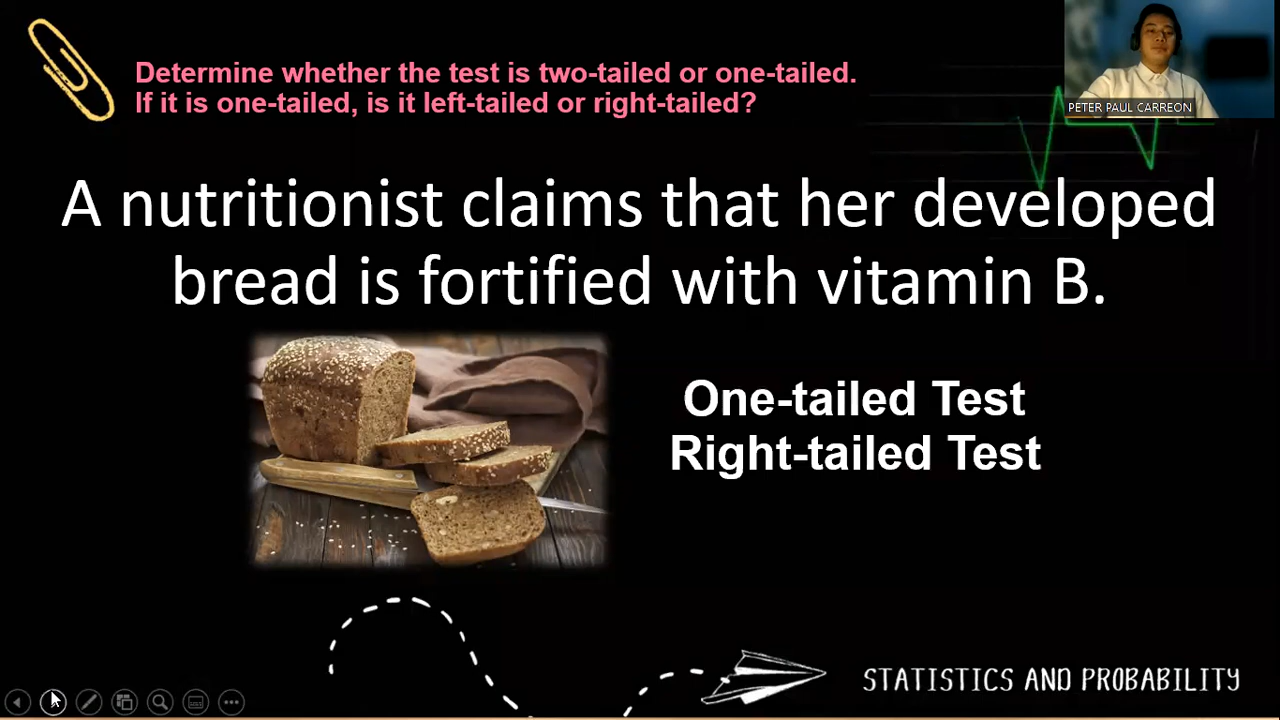 Determine whether the test is two-tailed or one-tailed.
If it is one-tailed, is it left-tailed or right-tailed?
PETER PAUL CARREON
A nutritionist claims that her developed
bread is fortified with vitamin B.
One-tailed Test
Right-tailed Test
STATISTICS AND PROBABILITY